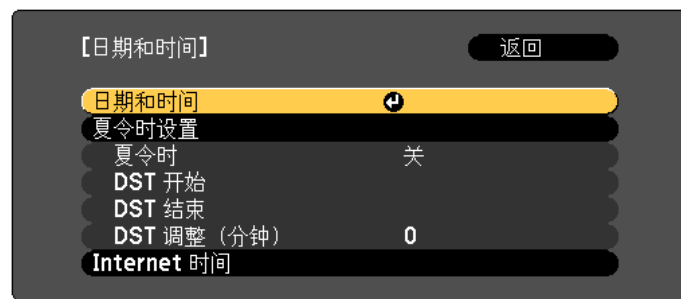 【日期和时间】 返回
日期和时间
夏令时设置
夏令时 关
DST 开始
DST 结束
DST 调整（分钟） 0
Internet 时间